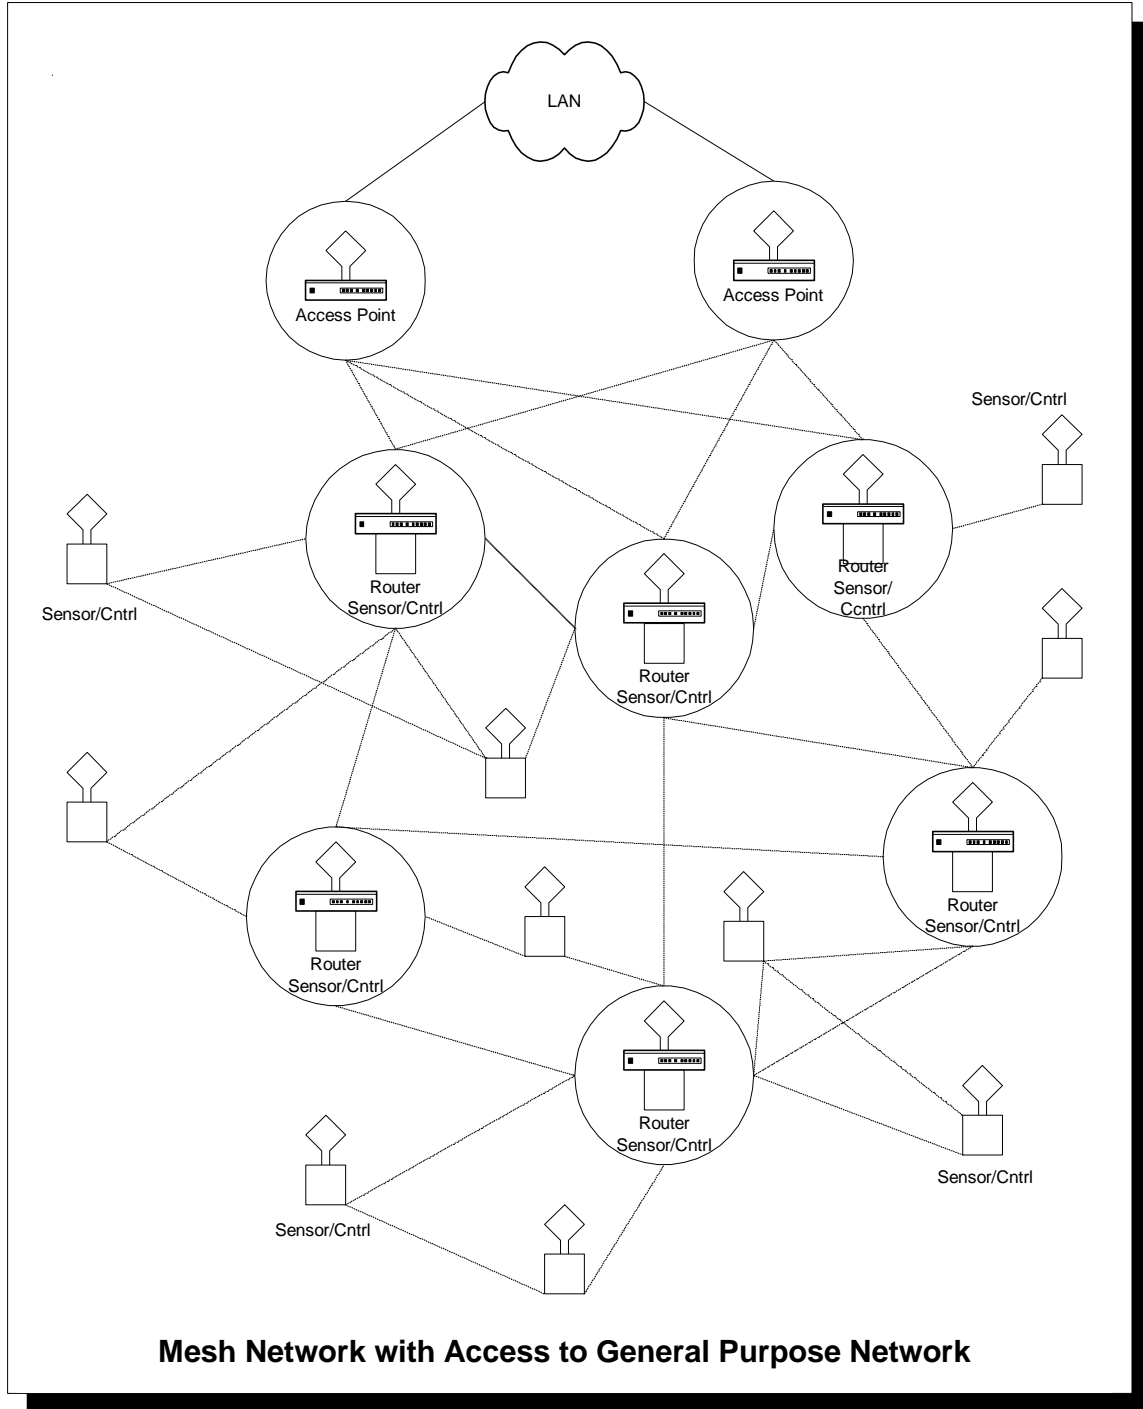 LAN
Access Point
Access Point
Sensor/Cntrl
Router
Sensor/Cntrl
Router
Sensor/
Ccntrl
Sensor/Cntrl
Router
Sensor/Cntrl
Router
Sensor/Cntrl
Router
Sensor/Cntrl
Router
Sensor/Cntrl
Sensor/Cntrl
Sensor/Cntrl
Mesh Network with Access to General Purpose Network